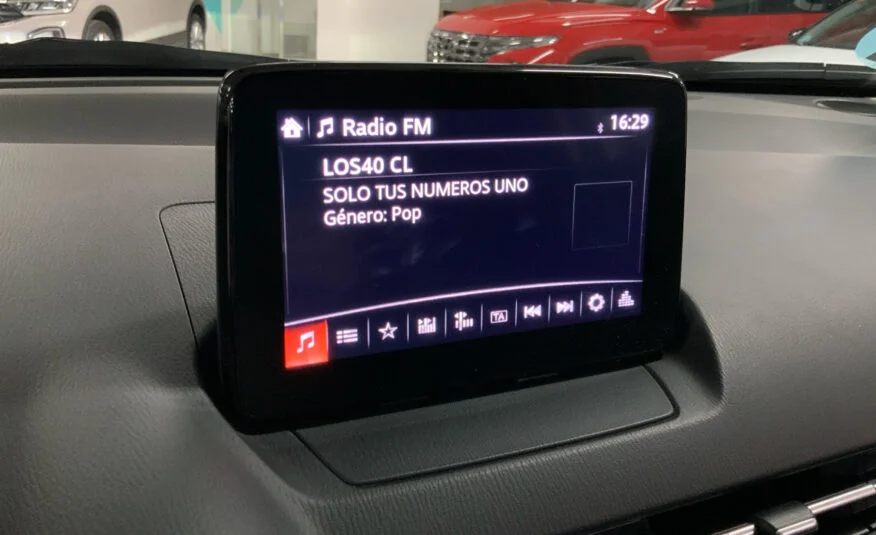 Radio FM
16:29
LOS40 CL
SOLO TUS NUMEROS UNO
Género: Pop
TA